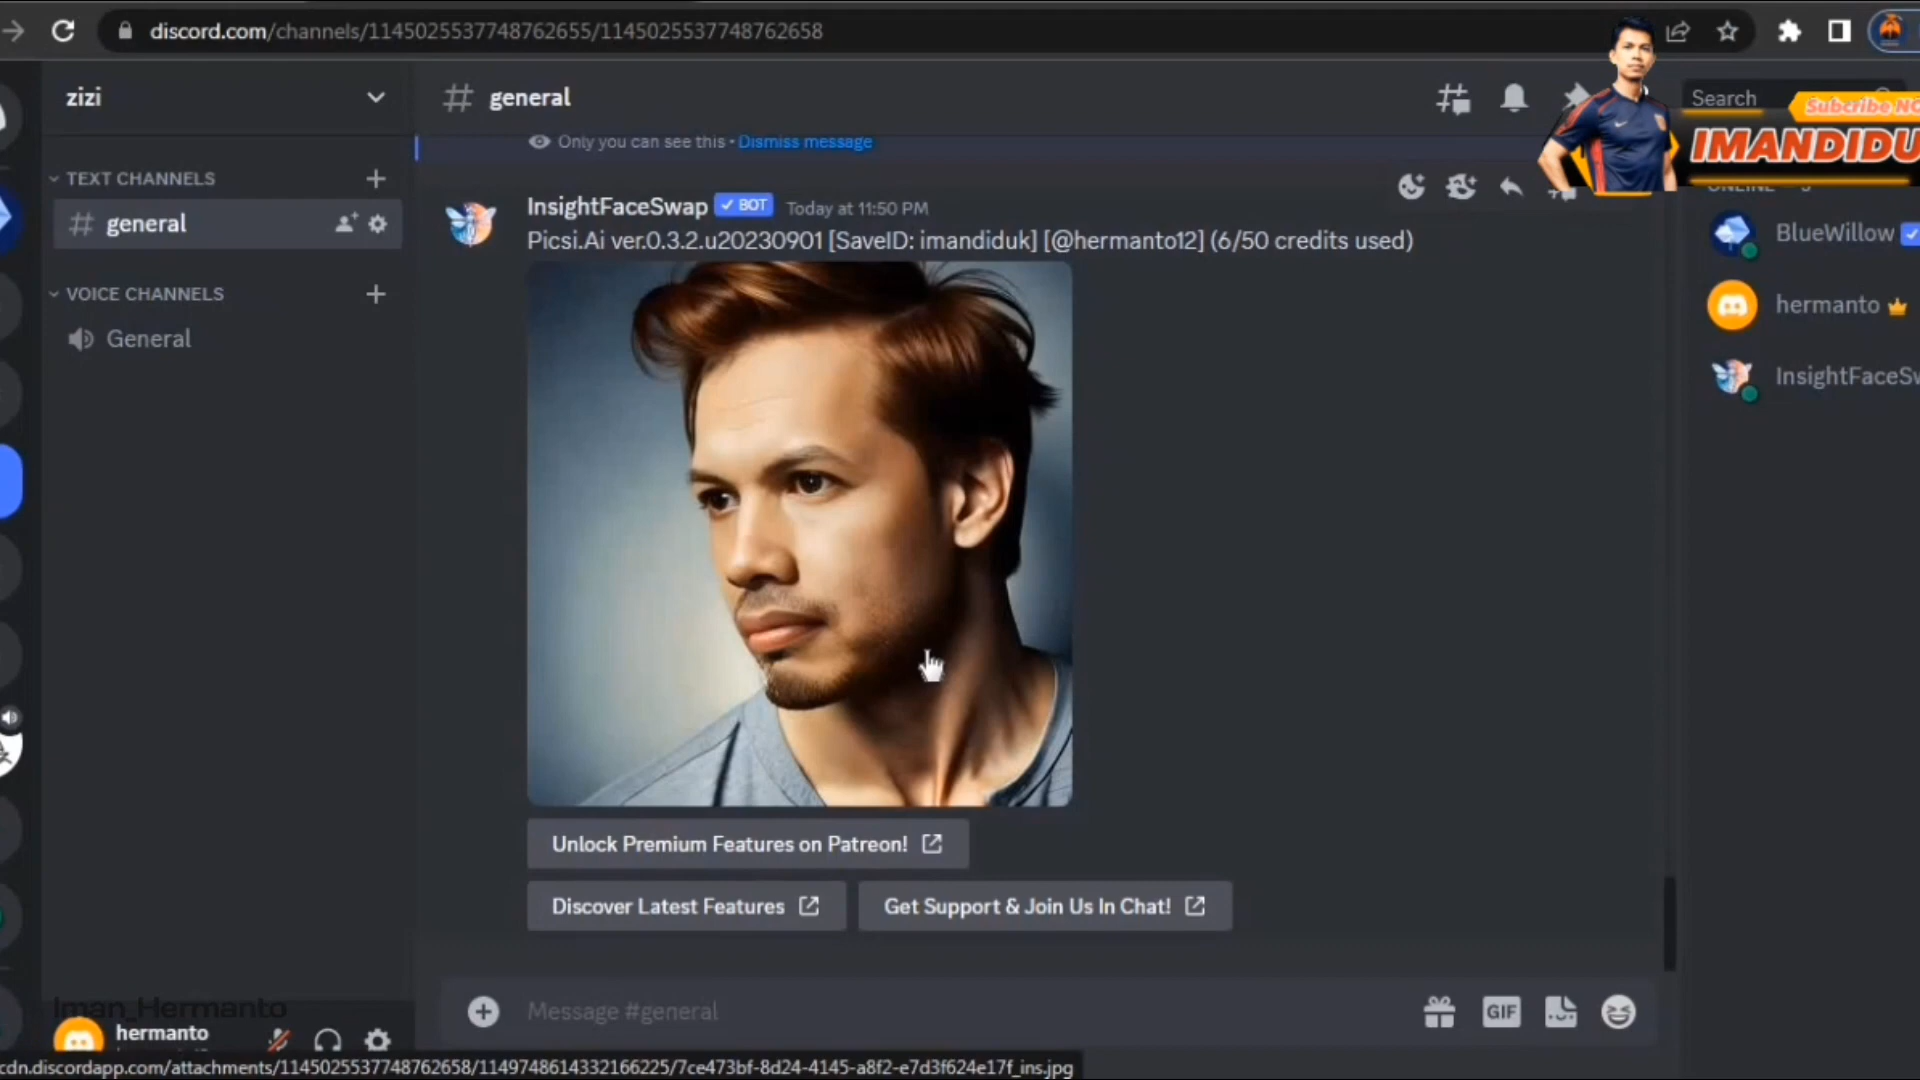 discord.com/channels/1145025537748762655/1145025537748762658
zizi
general
Search
Subcribe NO
IMANDIDU
Only you can see this • Dismiss message
TEXT CHANNELS
general
VOICE CHANNELS
General
InsightFaceSwap ✓ BOT Today at 11:50 PM
Picsi.Ai ver.0.3.2.u20230901 [SaveID: imandiduk] [@hermanto12] (6/50 credits used)
BlueWillow
hermanto
InsightFaceSw
Unlock Premium Features on Patreon!
Discover Latest Features
Get Support & Join Us In Chat!
Message #general
GIF
Iman_Hermanto
hermanto
cdn.discordapp.com/attachments/1145025537748762658/1149748614332166225/7ce473bf-8d24-4145-a8f2-e7d3f624e17f_ins.jpg